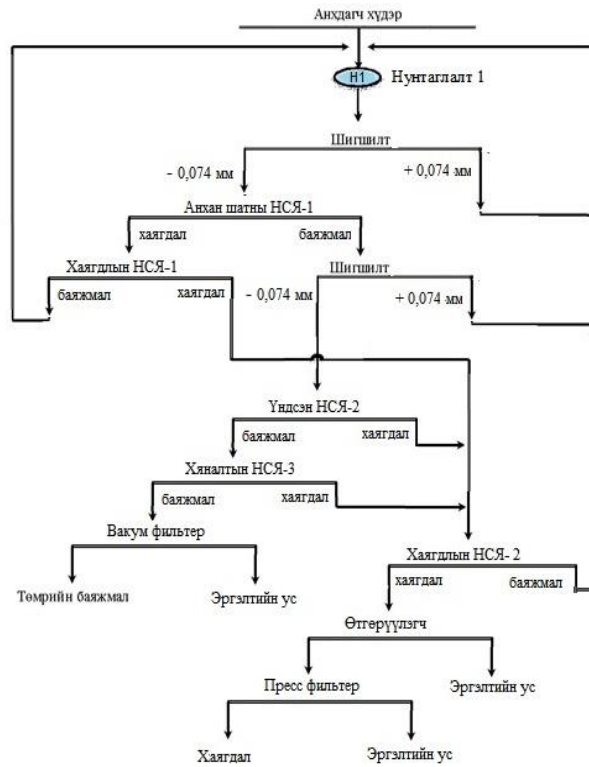 Анхдагч хүдэр
Н1 Нунтаглалт 1
Шигшилт
- 0,074 мм + 0,074 мм
Анхан шатны НСЯ-1
хаягдал баяжмал
Хаягдлын НСЯ-1 Шигшилт
баяжмал хаягдал - 0,074 мм + 0,074 мм
Үндсэн НСЯ-2
баяжмал хаягдал
Хяналтын НСЯ-3
баяжмал хаягдал
Вакум фильтер Хаягдлын НСЯ- 2
хаягдал баяжмал
Төмрийн баяжмал Эргэлтийн ус
Өтгөрүүлэгч
Пресс фильтер Эргэлтийн ус
Хаягдал Эргэлтийн ус